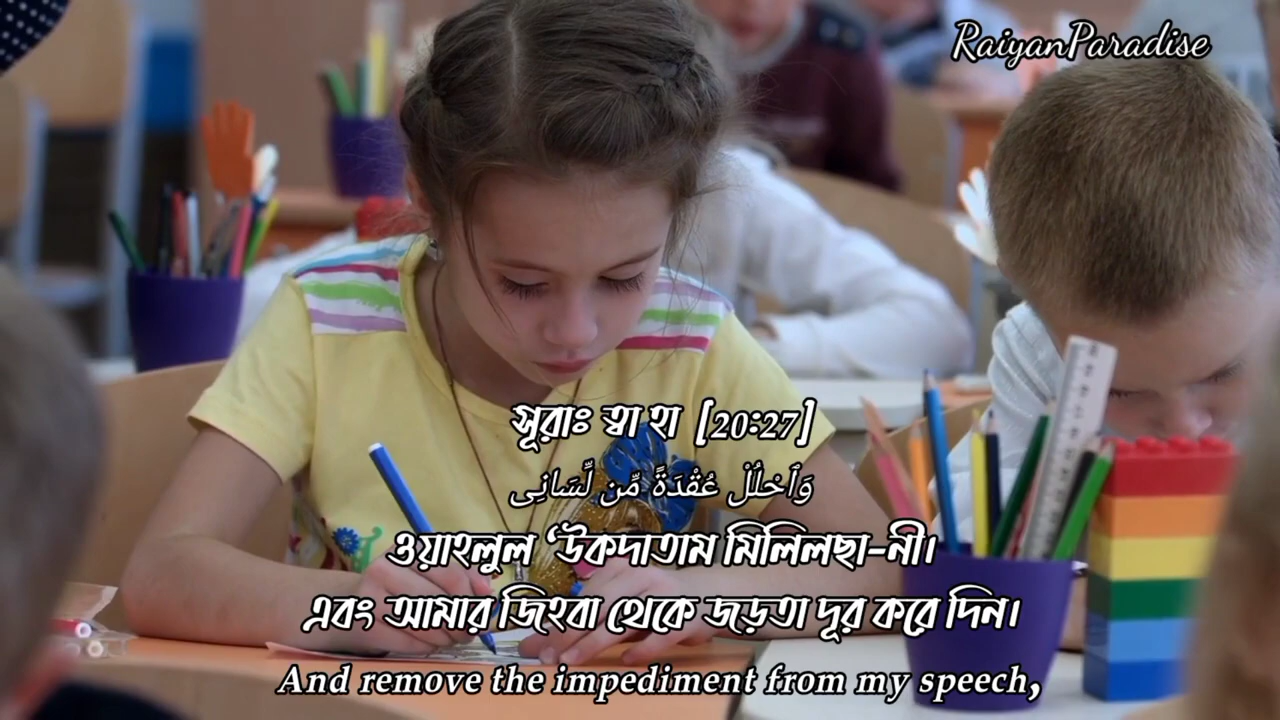 RaiyanParadise
সূরাঃ ত্বা হা [20:27]
وَٱحْلُلْ عُقْدَةً مِّن لِّسَانِى
ওয়াহলুল ‘উকদাতাম মিলিলছা-নী।
এবং আমার জিহবা থেকে জড়তা দূর করে দিন।
And remove the impediment from my speech,